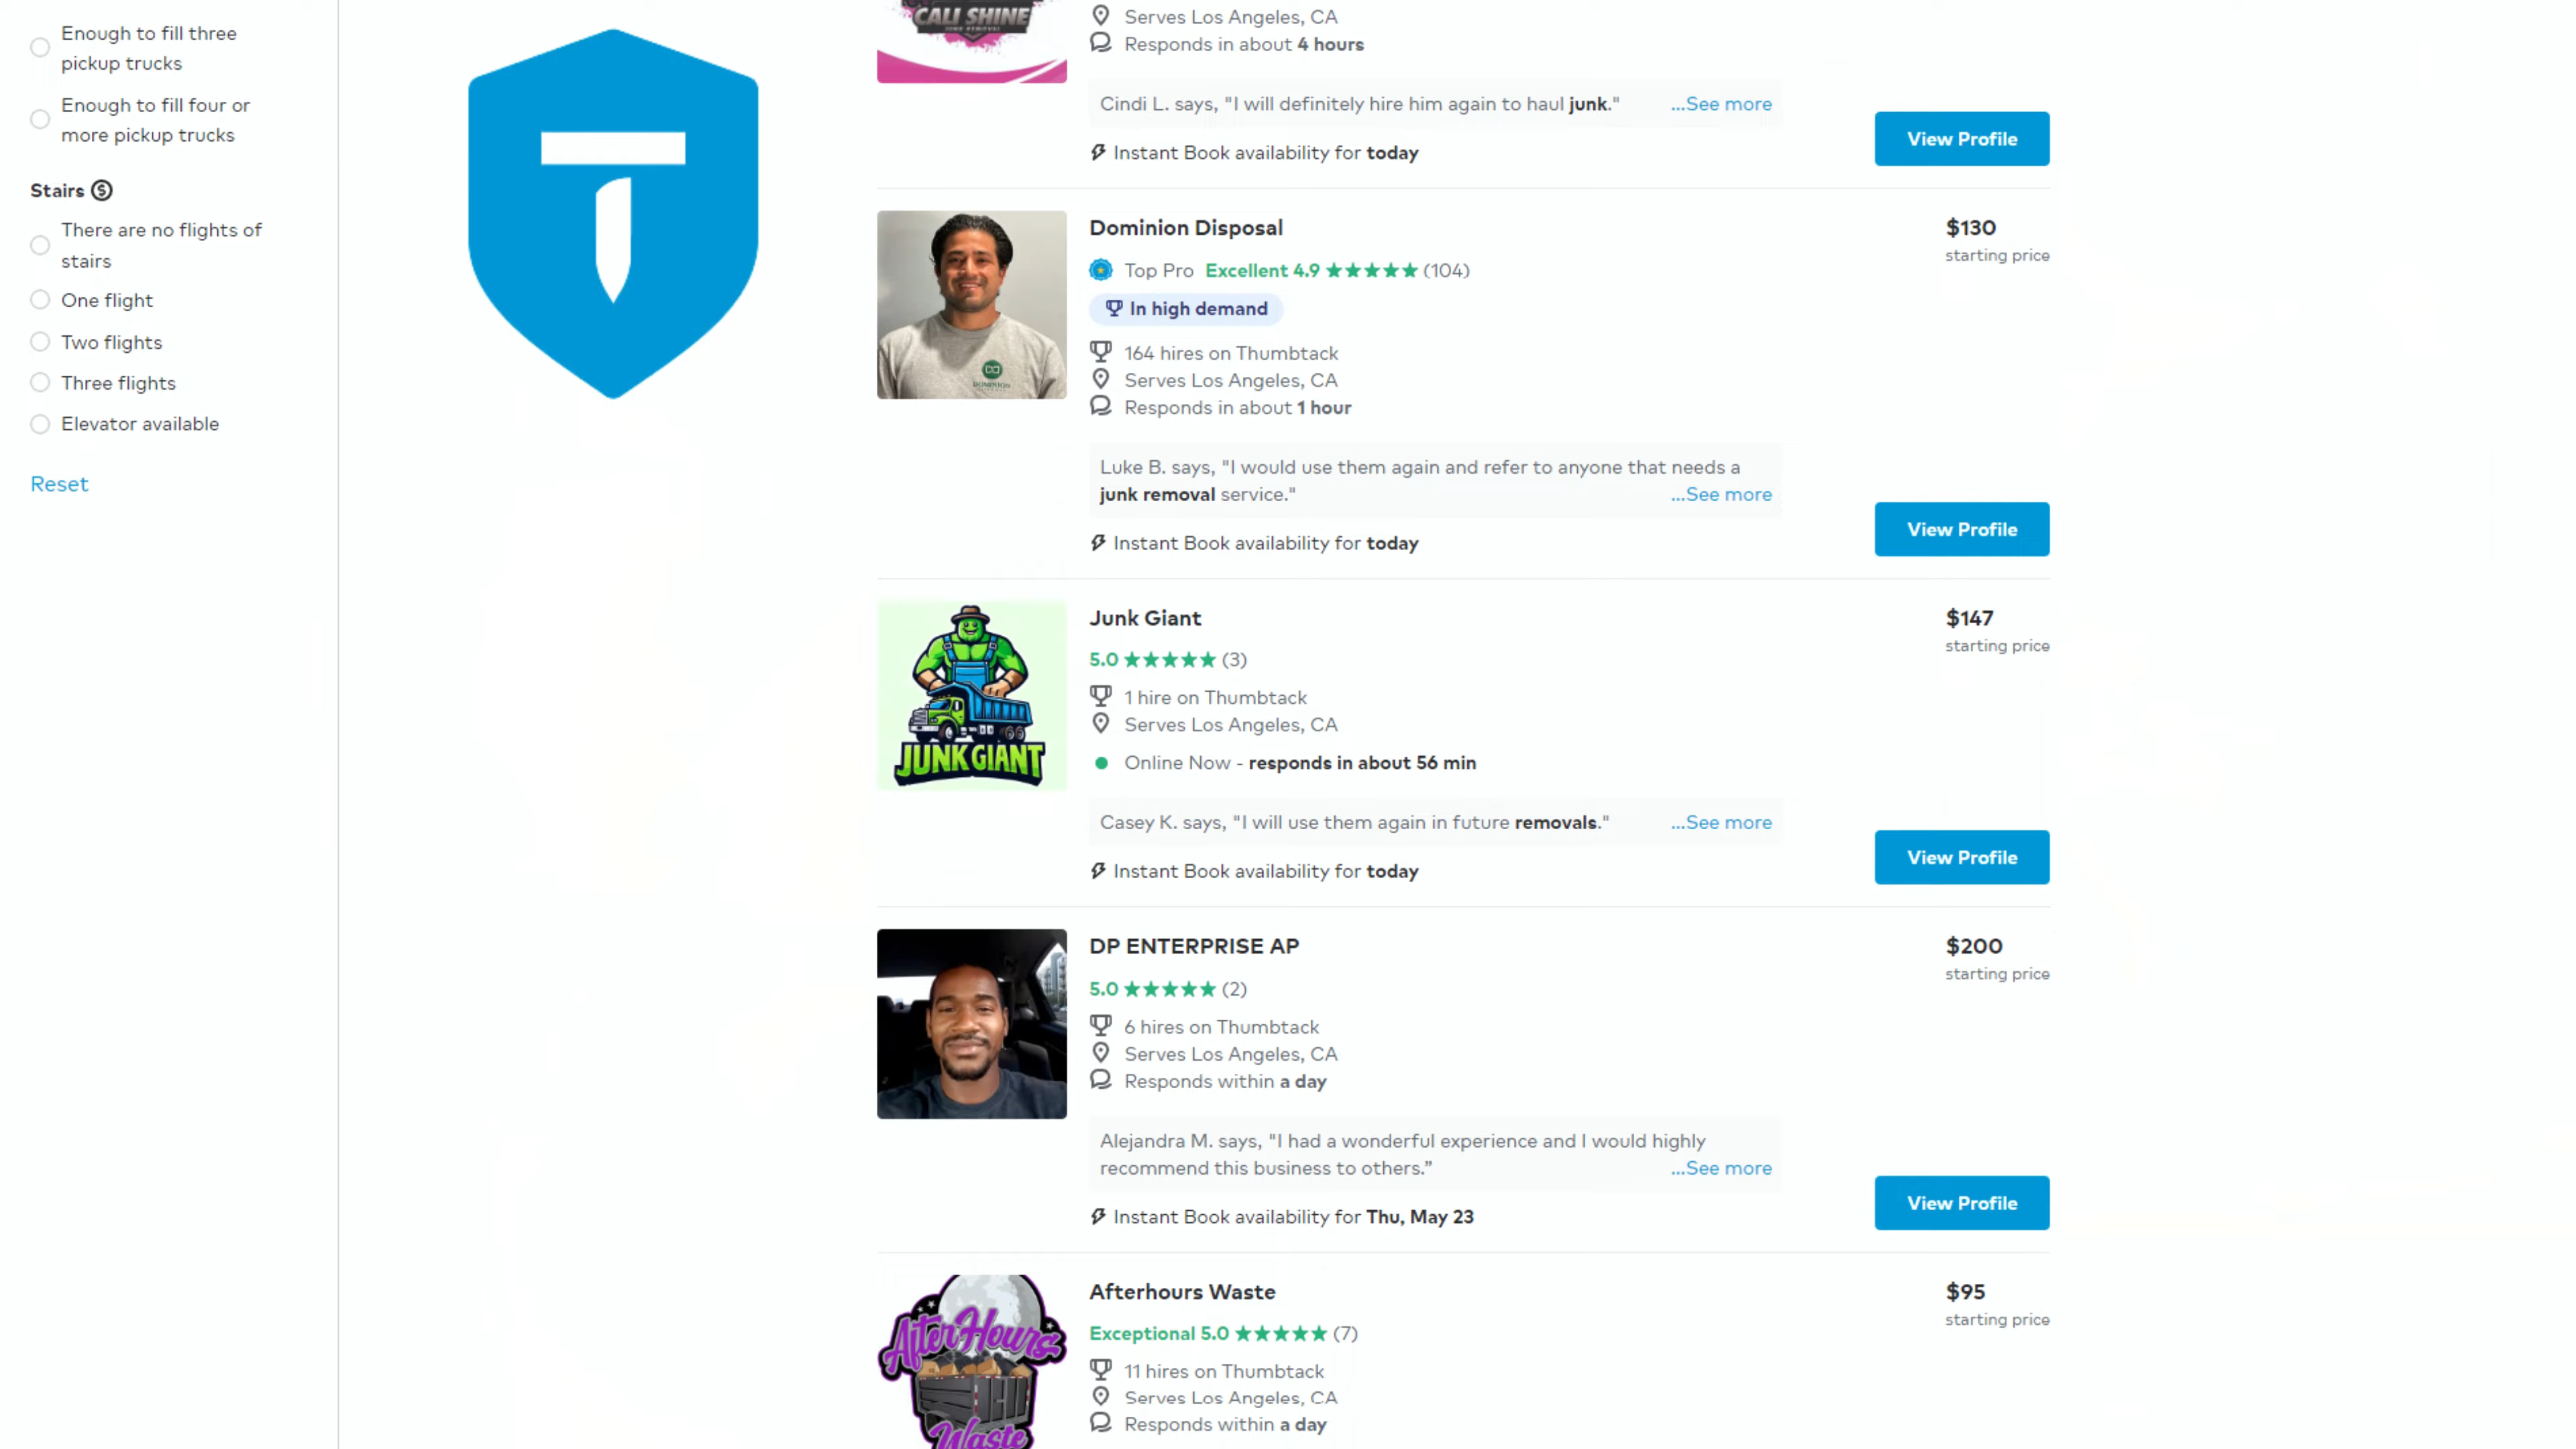 Enough to fill three
pickup trucks
Enough to fill four or
more pickup trucks
Stairs
There are no flights of
stairs
One flight
Two flights
Three flights
Elevator available
Reset
CALI SHINE
JUNK REMOVAL
Serves Los Angeles, CA
Responds in about 4 hours
Cindi L. says, "I will definitely hire him again to haul junk." ...See more
View Profile
Instant Book availability for today
Dominion Disposal
$130
starting price
Top Pro Excellent 4.9 ★★★★★ (104)
In high demand
164 hires on Thumbtack
Serves Los Angeles, CA
Responds in about 1 hour
DOMINION
Luke B. says, "I would use them again and refer to anyone that needs a
junk removal service." ...See more
View Profile
Instant Book availability for today
Junk Giant
$147
starting price
5.0 ★★★★★ (3)
1 hire on Thumbtack
Serves Los Angeles, CA
Online Now - responds in about 56 min
JUNK GIANT
Casey K. says, "I will use them again in future removals." ...See more
View Profile
Instant Book availability for today
DP ENTERPRISE AP
$200
starting price
5.0 ★★★★★ (2)
6 hires on Thumbtack
Serves Los Angeles, CA
Responds within a day
Alejandra M. says, "I had a wonderful experience and I would highly
recommend this business to others.” ...See more
View Profile
Instant Book availability for Thu, May 23
Afterhours Waste
$95
starting price
Exceptional 5.0 ★★★★★ (7)
11 hires on Thumbtack
Serves Los Angeles, CA
Responds within a day
AfterHours
Waste